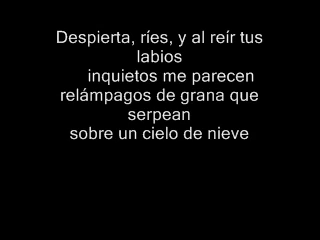 Despierta, ríes, y al reír tus
labios
inquietos me parecen
relámpagos de grana que
serpean
sobre un cielo de nieve